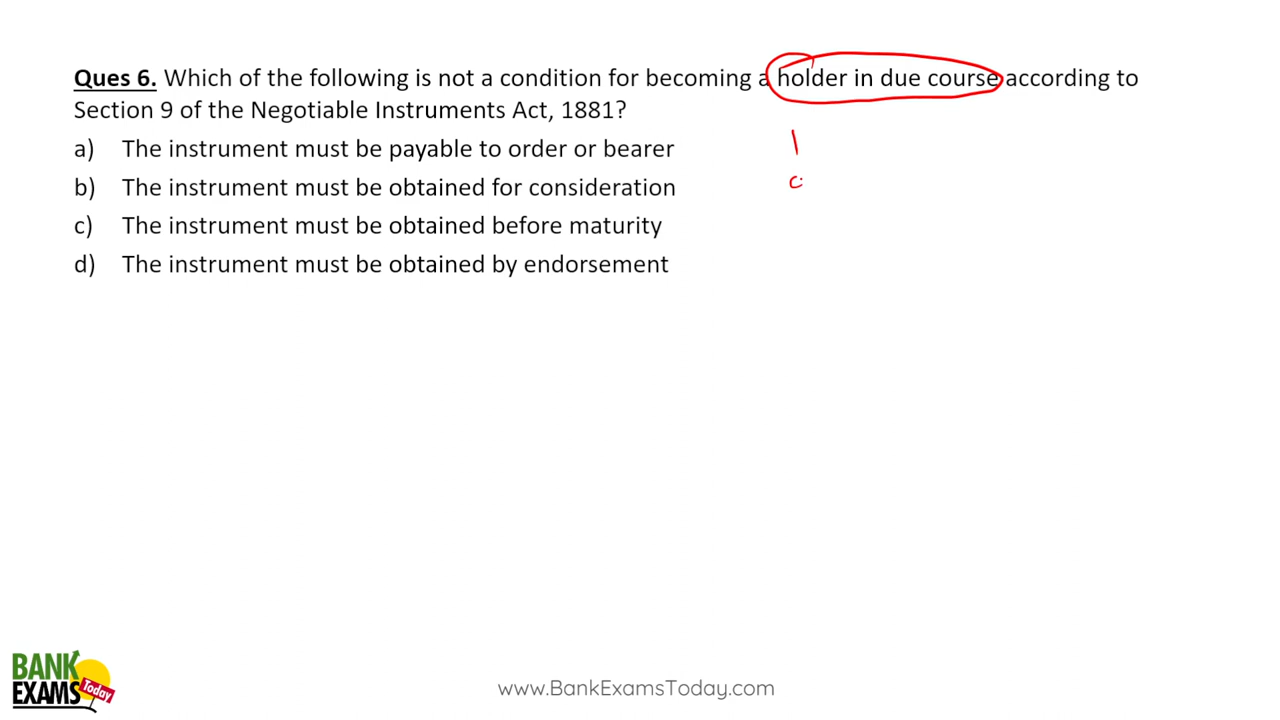 Ques 6. Which of the following is not a condition for becoming a holder in due course according to
Section 9 of the Negotiable Instruments Act, 1881?
a) The instrument must be payable to order or bearer
b) The instrument must be obtained for consideration
c) The instrument must be obtained before maturity
d) The instrument must be obtained by endorsement
BANK
EXAMS Today
www.BankExamsToday.com